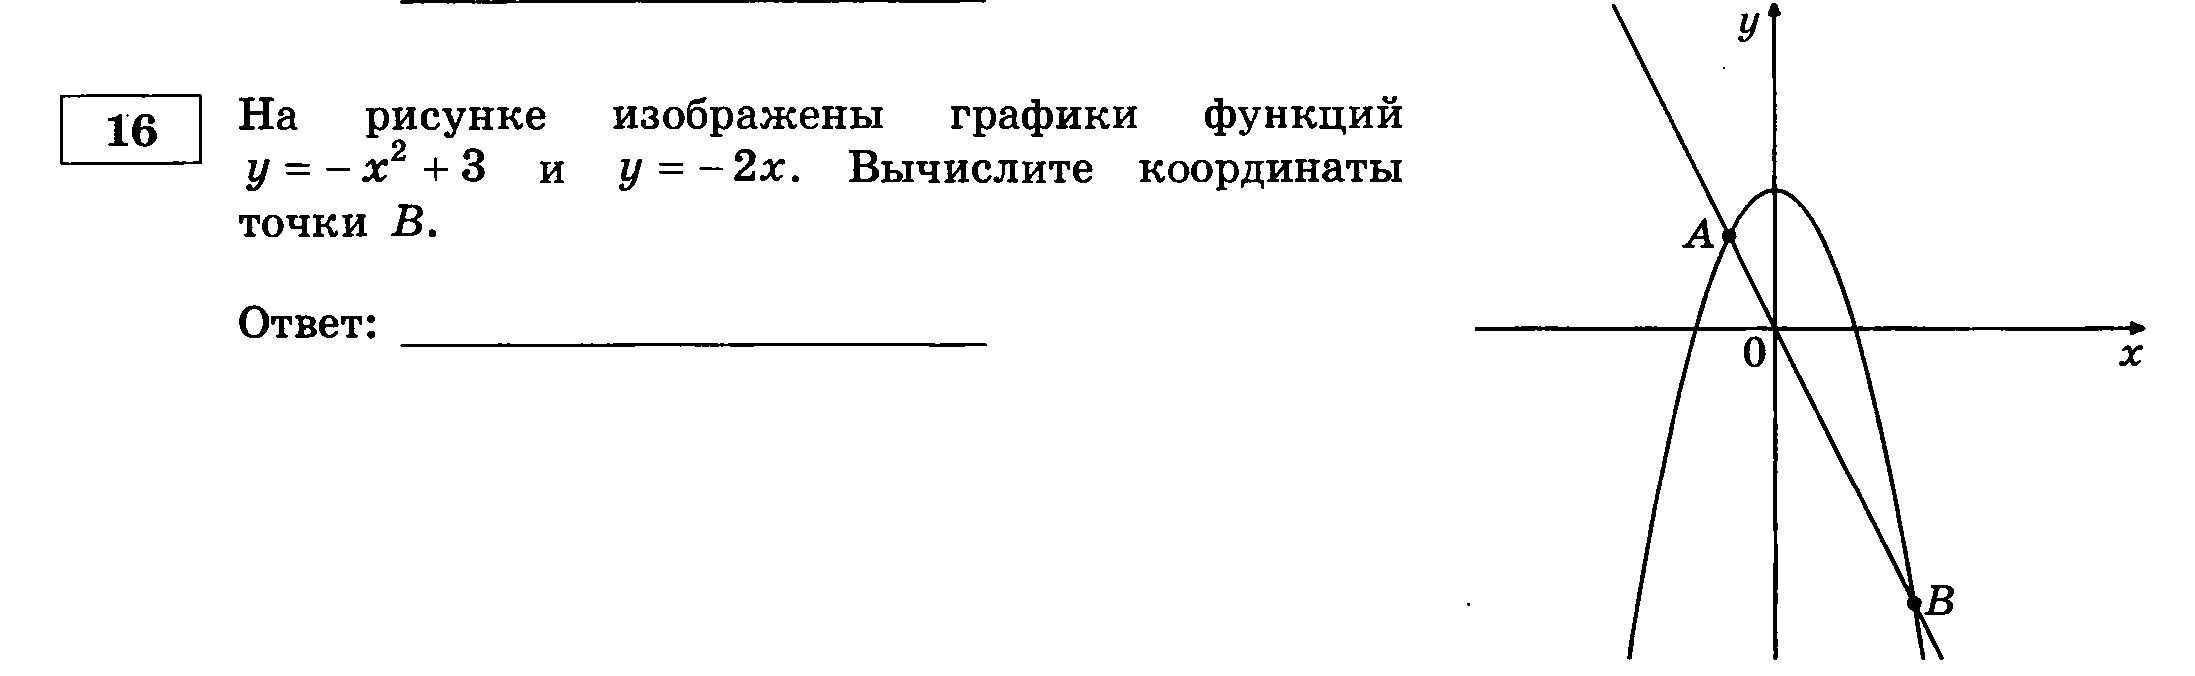 16
На рисунке изображены графики функций
y = – x² + 3 и y = – 2x. Вычислите координаты
точки B.
Ответ:
y
A
0
x
B